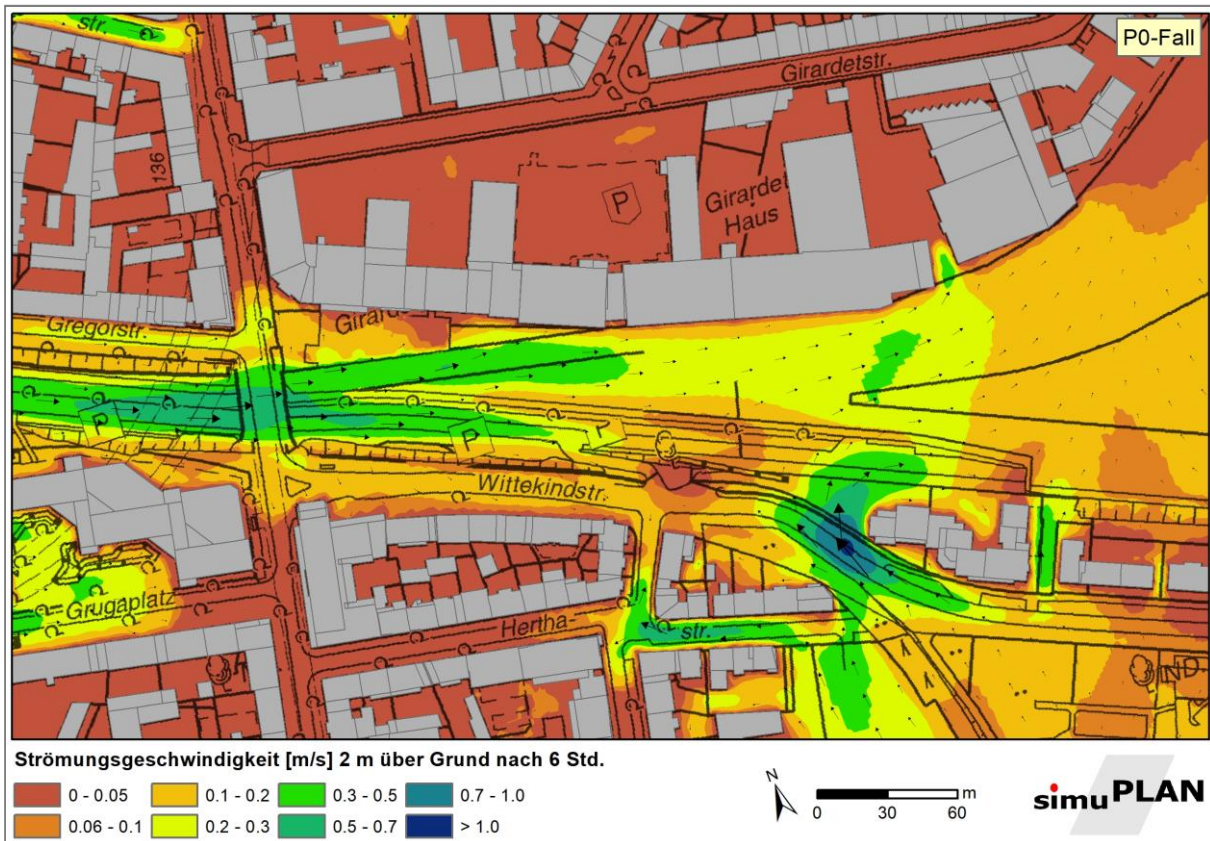 P0-Fall
str.
Girardetstr.
136
P
Girardet
Haus
Gregorstr.
Girard
P
P
Wittekindstr.
Grugaplatz
Hertha-
str.
ND
Strömungsgeschwindigkeit [m/s] 2 m über Grund nach 6 Std.
0 - 0.05
0.1 - 0.2
0.3 - 0.5
0.7 - 1.0
0.06 - 0.1
0.2 - 0.3
0.5 - 0.7
> 1.0
N
m
0
30
60
simuPLAN